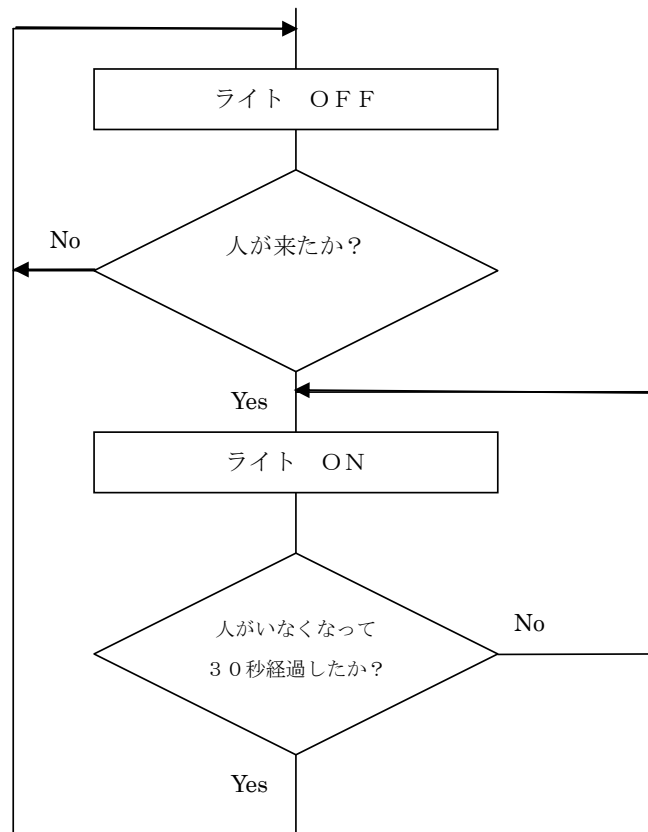 ライト　ＯＦＦ
人が来たか？
No
Yes
ライト　ＯＮ
人がいなくなって
３０秒経過したか？
No
Yes